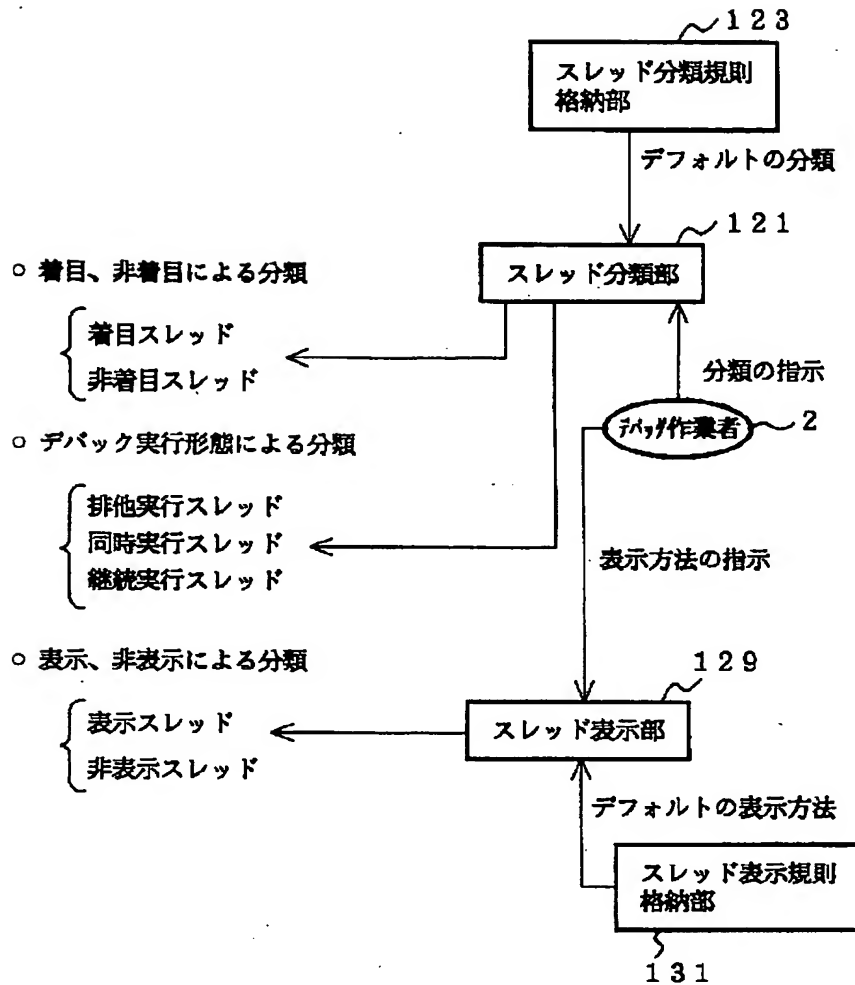 123
スレッド分類規則
格納部
デフォルトの分類
121
スレッド分類部
○ 着目、非着目による分類
着目スレッド
非着目スレッド
分類の指示
デバッグ作業者
2
○ デバック実行形態による分類
排他実行スレッド
同時実行スレッド
継続実行スレッド
表示方法の指示
○ 表示、非表示による分類
129
表示スレッド
非表示スレッド
スレッド表示部
デフォルトの表示方法
スレッド表示規則
格納部
131